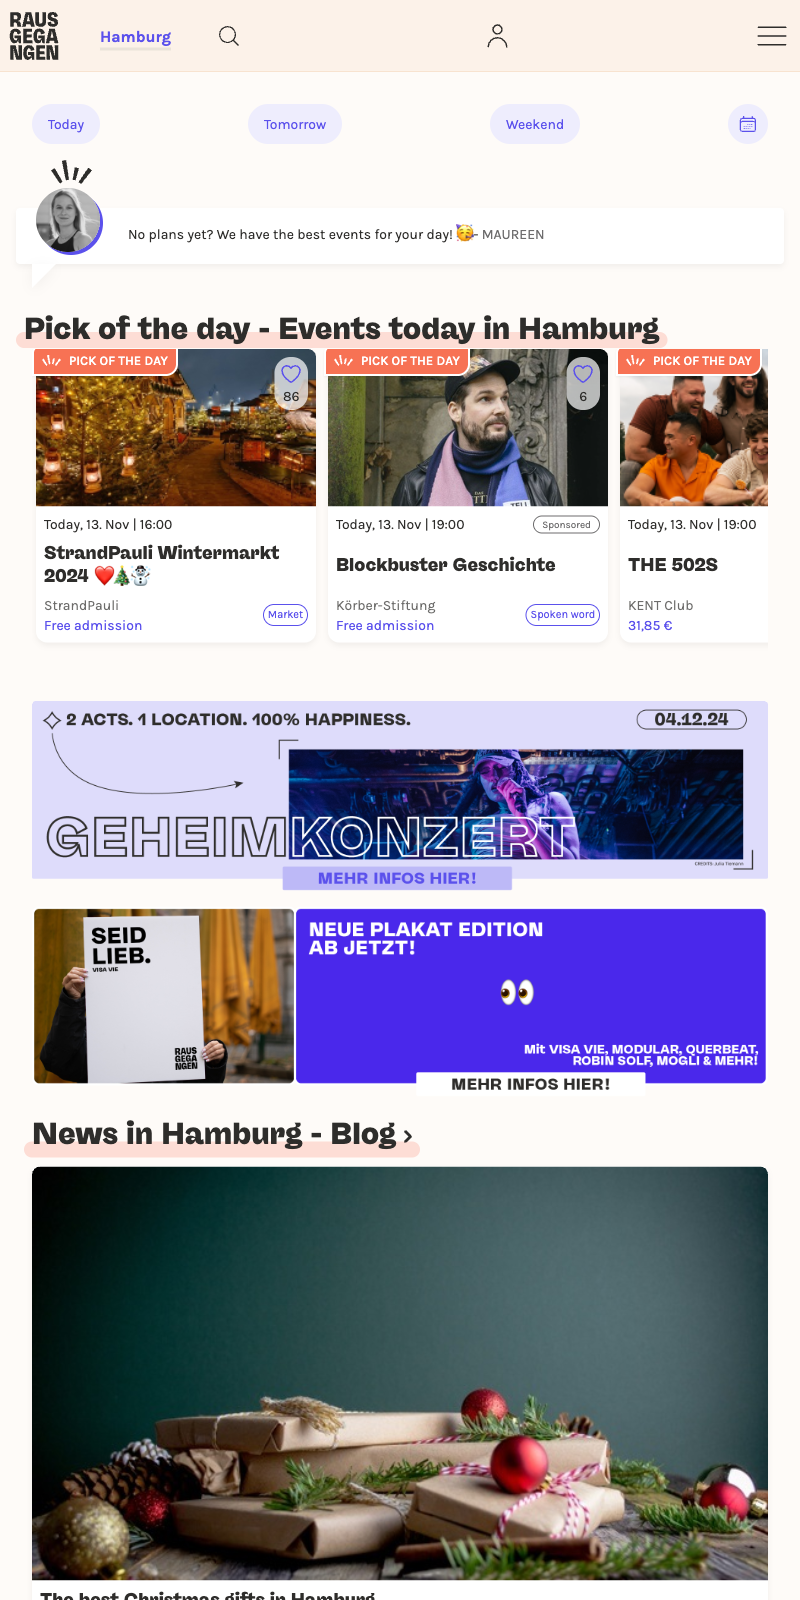 RAUS
GEGA
NGEN
Hamburg
Today
Tomorrow
Weekend
No plans yet? We have the best events for your day! 🥳- MAUREEN
Pick of the day - Events today in Hamburg
PICK OF THE DAY
86
Today, 13. Nov | 16:00
StrandPauli Wintermarkt
2024 ❤️🎄☃️
StrandPauli
Free admission
Market
PICK OF THE DAY
6
Today, 13. Nov | 19:00
Sponsored
Blockbuster Geschichte
Körber-Stiftung
Free admission
Spoken word
PICK OF THE DAY
Today, 13. Nov | 19:00
THE 502S
KENT Club
31,85 €
2 ACTS. 1 LOCATION. 100% HAPPINESS.
04.12.24
GEHEIMKONZERT
MEHR INFOS HIER!
SEID
LIEB.
VISA VIE
RAUS
GEGA
NGEN
NEUE PLAKAT EDITION
AB JETZT!
👀
Mit VISA VIE, MODULAR, QUERBEAT,
ROBIN SOLF, MOGLI & MEHR!
MEHR INFOS HIER!
News in Hamburg - Blog ›
The best Christmas gifts in Hamburg